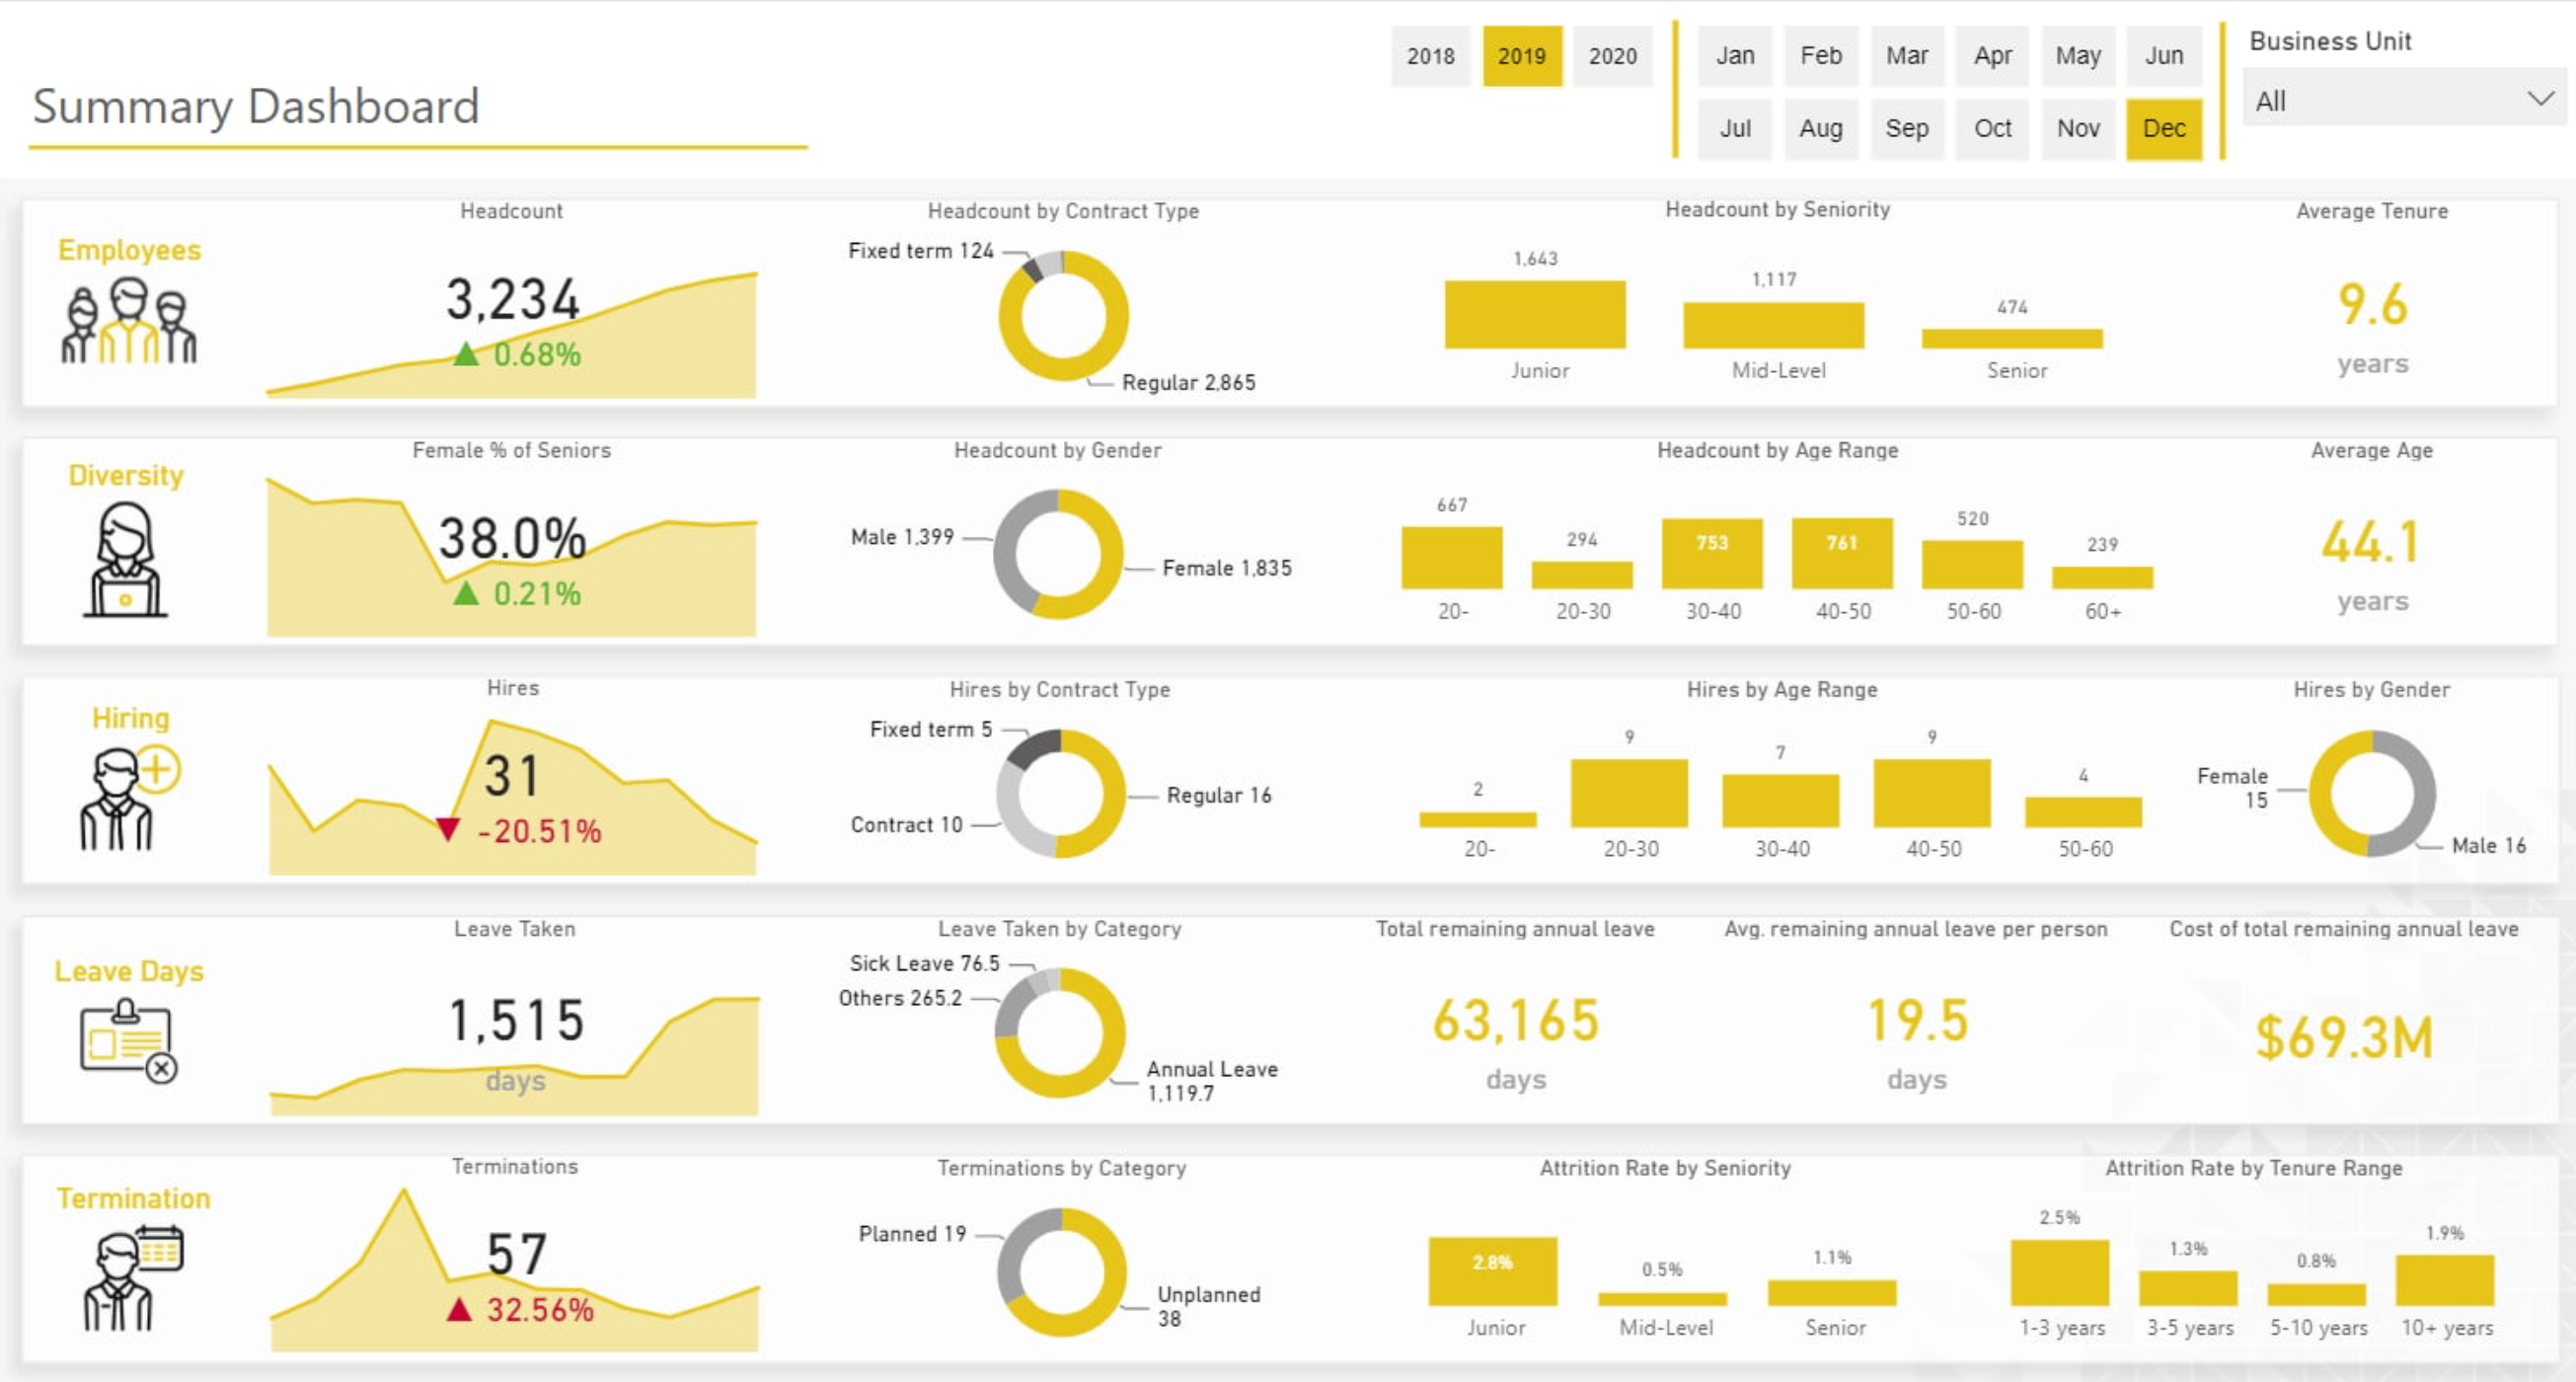 2018 2019 2020
Jan Feb Mar Apr May Jun
Jul Aug Sep Oct Nov Dec
Business Unit
All
Summary Dashboard
Employees
Headcount
3,234
▲ 0.68%
Headcount by Contract Type
Fixed term 124
Regular 2,865
Headcount by Seniority
1,643 1,117 474
Junior Mid-Level Senior
Average Tenure
9.6
years
Diversity
Female % of Seniors
38.0%
▲ 0.21%
Headcount by Gender
Male 1,399
Female 1,835
Headcount by Age Range
667 294 753 761 520 239
20- 20-30 30-40 40-50 50-60 60+
Average Age
44.1
years
Hiring
Hires
31
▼ -20.51%
Hires by Contract Type
Fixed term 5
Regular 16
Contract 10
Hires by Age Range
2 9 7 9 4
20- 20-30 30-40 40-50 50-60
Hires by Gender
Female
15
Male 16
Leave Days
Leave Taken
1,515
days
Leave Taken by Category
Sick Leave 76.5
Others 265.2
Annual Leave
1,119.7
Total remaining annual leave
63,165
days
Avg. remaining annual leave per person
19.5
days
Cost of total remaining annual leave
$69.3M
Termination
Terminations
57
▲ 32.56%
Terminations by Category
Planned 19
Unplanned
38
Attrition Rate by Seniority
2.8% 0.5% 1.1%
Junior Mid-Level Senior
Attrition Rate by Tenure Range
2.5% 1.3% 0.8% 1.9%
1-3 years 3-5 years 5-10 years 10+ years